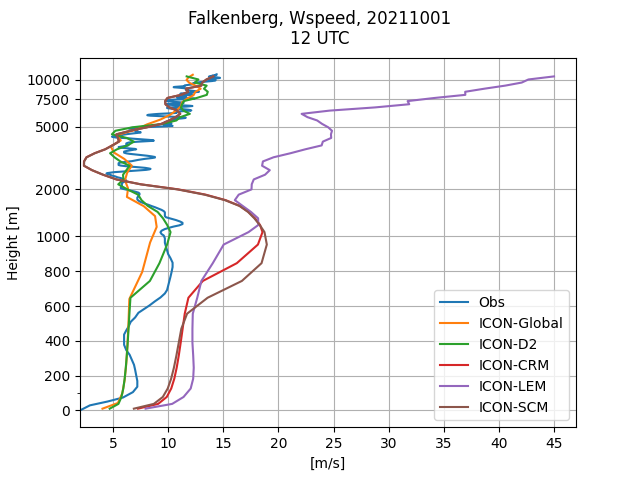 Falkenberg, Wspeed, 20211001
12 UTC
Height [m]
10000
7500
5000
2000
1000
800
600
400
200
0
5
10
15
20
25
30
35
40
45
[m/s]
Obs
ICON-Global
ICON-D2
ICON-CRM
ICON-LEM
ICON-SCM